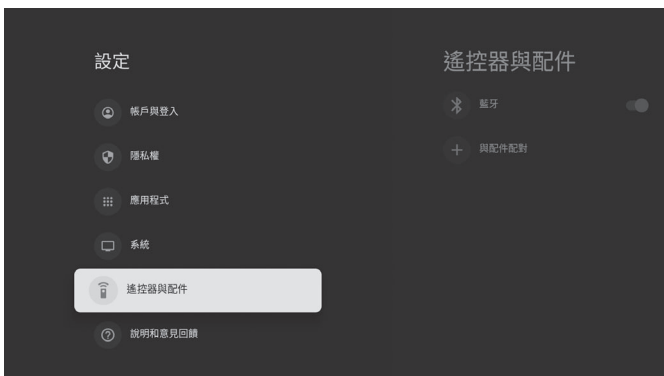 設定
帳戶與登入
隱私權
應用程式
系統
遙控器與配件
說明和意見回饋
遙控器與配件
藍牙
與配件配對